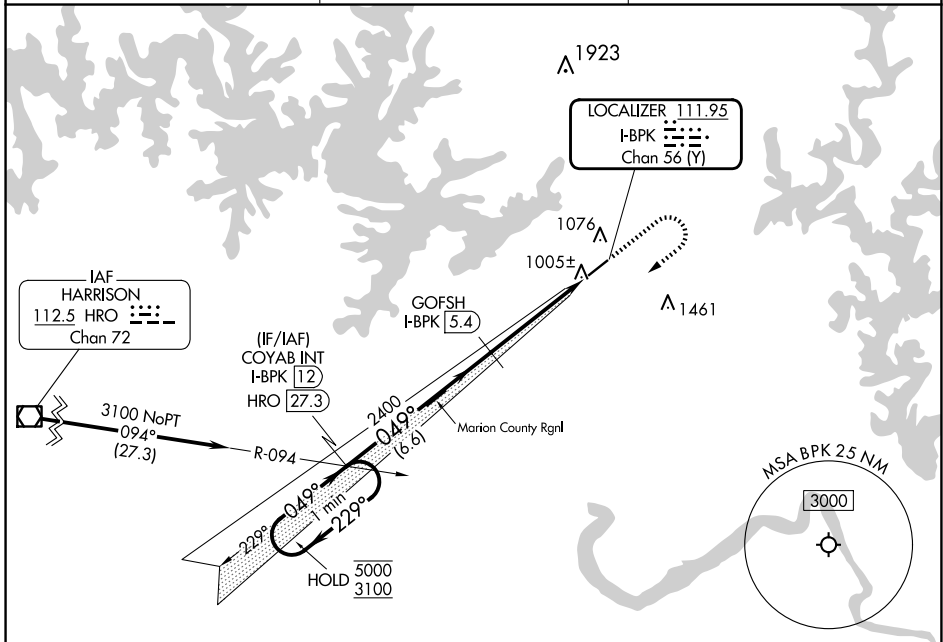 1923
LOCALIZER 111.95
I-BPK
Chan 56 (Y)
1076
1005±
1461
IAF
HARRISON
112.5 HRO
Chan 72
GOFSH
I-BPK 5.4
(IF/IAF)
COYAB INT
I-BPK 12
HRO 27.3
3100 NoPT
094°
(27.3)
R-094
2400
049°
(6.6)
Marion County Rgnl
049°
1 min
229°
229°
HOLD 5000
3100
MSA BPK 25 NM
3000